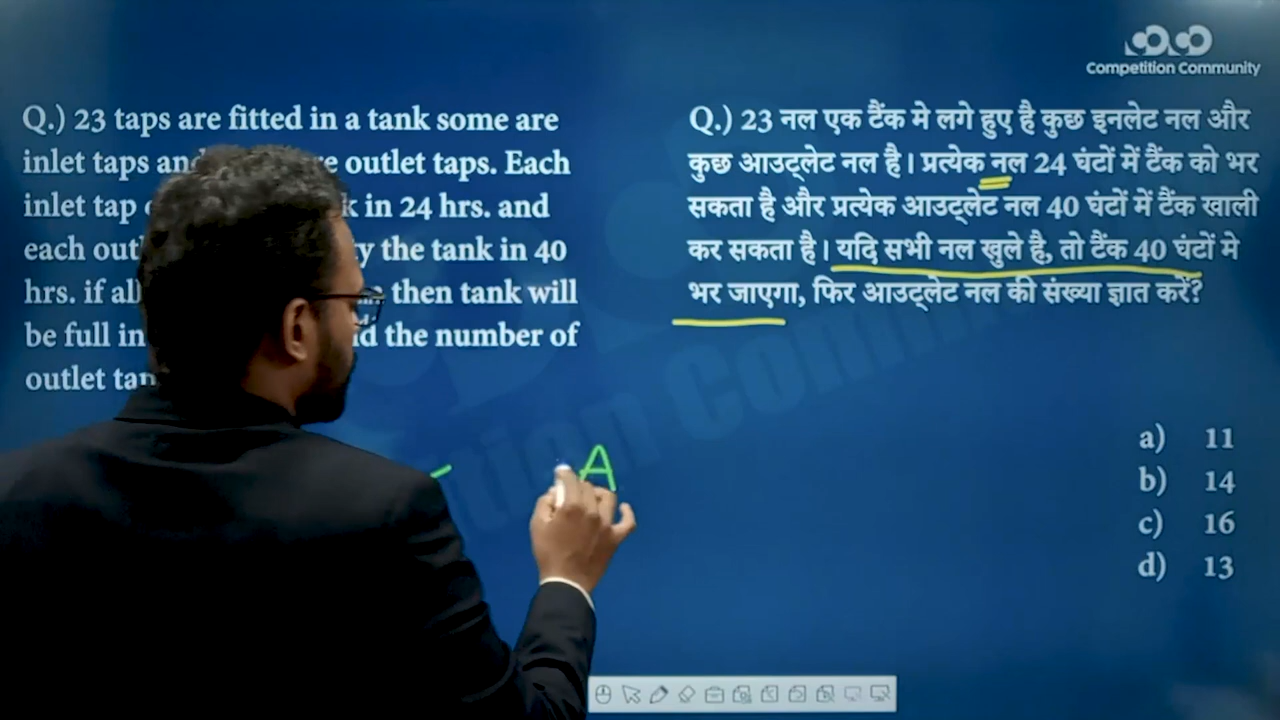 Competition Community
Q.) 23 taps are fitted in a tank some are
inlet taps and outlet taps. Each
inlet tap in 24 hrs. and
each the tank in 40
hrs. if then tank will
be full in the number of
outlet
Q.) 23 नल एक टैंक मे लगे हुए है कुछ इनलेट नल और
कुछ आउट्लेट नल है। प्रत्येक नल 24 घंटों में टैंक को भर
सकता है और प्रत्येक आउट्लेट नल 40 घंटों में टैंक खाली
कर सकता है। यदि सभी नल खुले है, तो टैंक 40 घंटों मे
भर जाएगा, फिर आउट्लेट नल की संख्या ज्ञात करें?
A
a) 11
b) 14
c) 16
d) 13